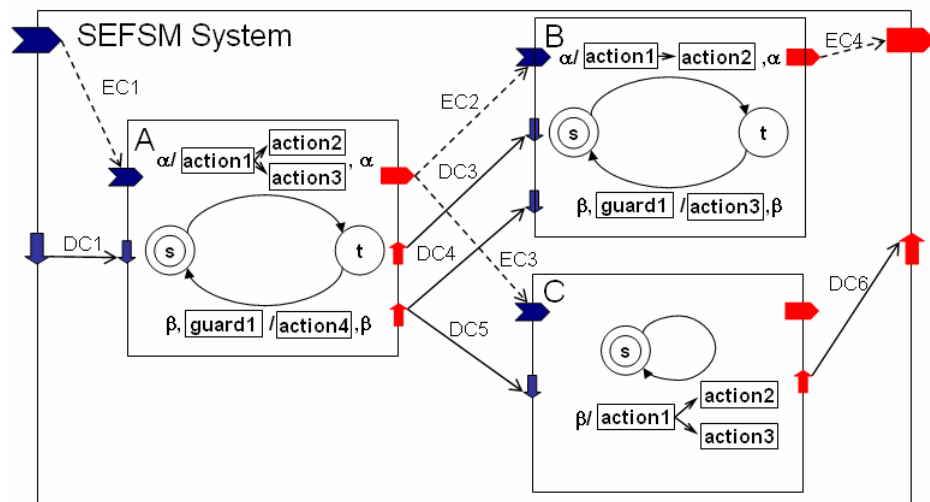 SEFSM System
EC1
DC1
A
α/ action1 action2 action3 , α
s
t
β, guard1 / action4 ,β
EC2
DC3
DC4
EC3
DC5
B
α/ action1 action2 ,α
s
t
β, guard1 / action3 ,β
EC4
C
s
β/ action1 action2 action3
DC6